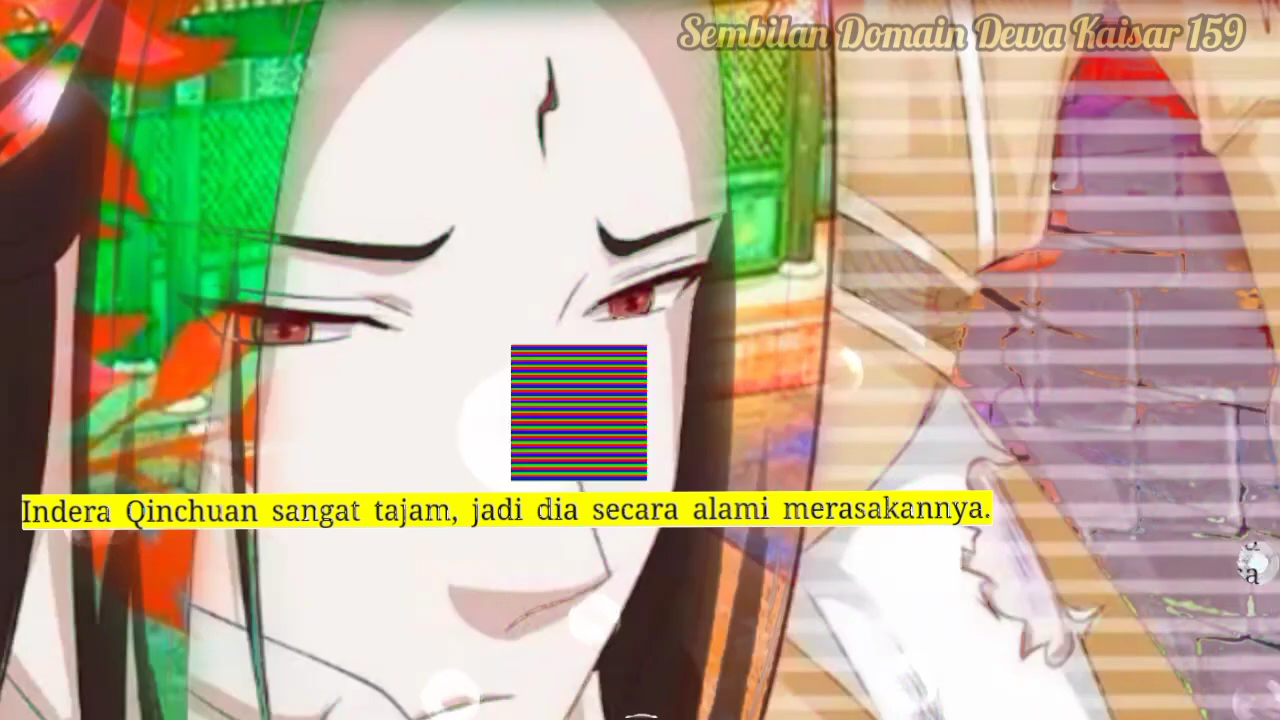 Sembilan Domain Dewa Kaisar 159
Indera Qinchuan sangat tajam, jadi dia secara alami merasakannya.